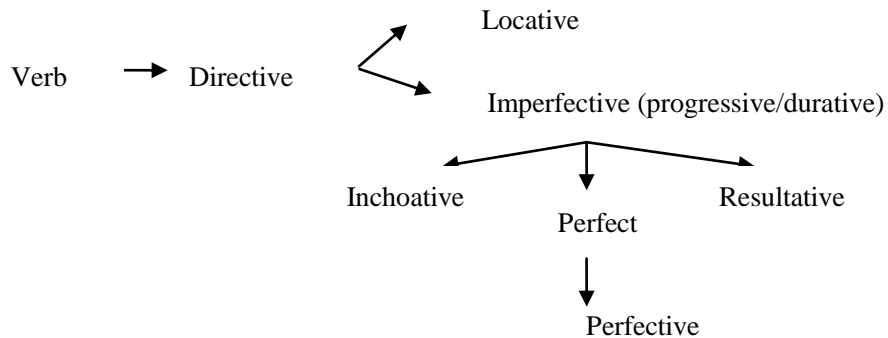 Locative
Verb Directive
Imperfective (progressive/durative)
Inchoative Resultative
Perfect
Perfective